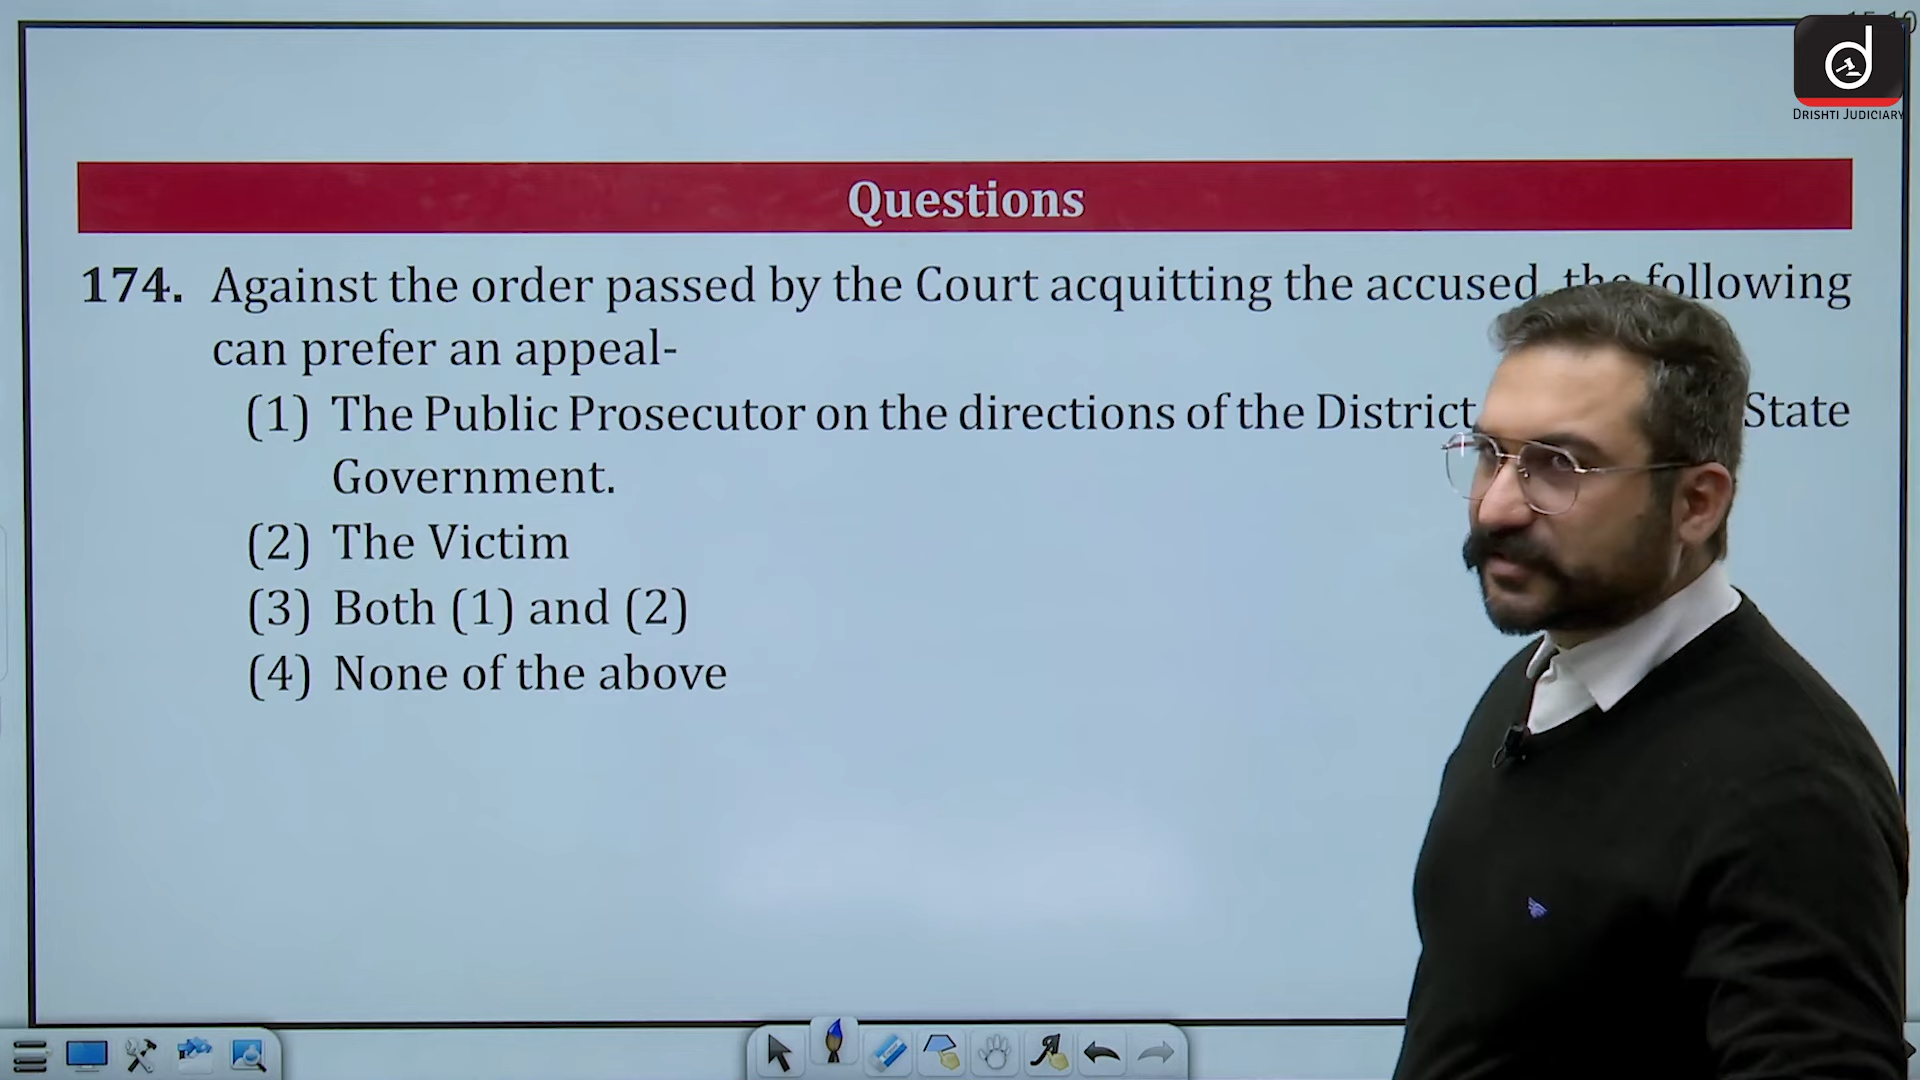 DRISHTI JUDICIARY
Questions
174. Against the order passed by the Court acquitting the accused, the following
can prefer an appeal-
(1) The Public Prosecutor on the directions of the District State
Government.
(2) The Victim
(3) Both (1) and (2)
(4) None of the above